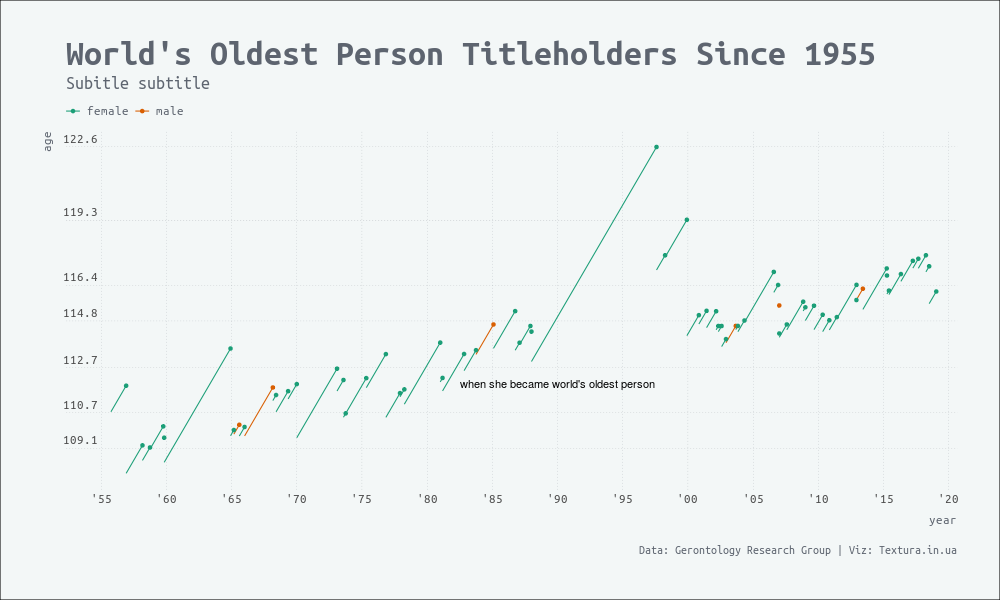 World's Oldest Person Titleholders Since 1955
Subitle subtitle
female male
age
122.6
119.3
116.4
114.8
112.7
when she became world's oldest person
110.7
109.1
'55 '60 '65 '70 '75 '80 '85 '90 '95 '00 '05 '10 '15 '20
year
Data: Gerontology Research Group | Viz: Textura.in.ua